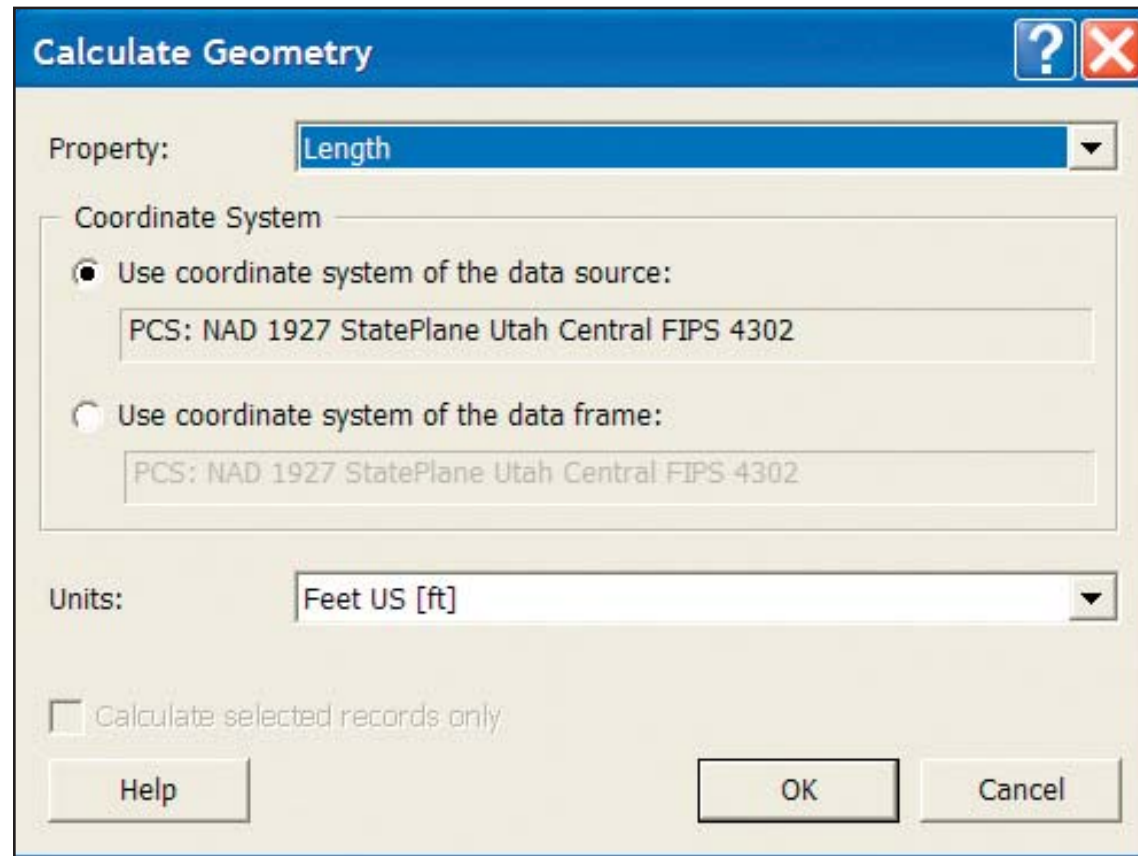 Calculate Geometry
?
Property:
Length
Coordinate System
Use coordinate system of the data source:
PCS: NAD 1927 StatePlane Utah Central FIPS 4302
Use coordinate system of the data frame:
PCS: NAD 1927 StatePlane Utah Central FIPS 4302
Units:
Feet US [ft]
Calculate selected records only
Help
OK
Cancel